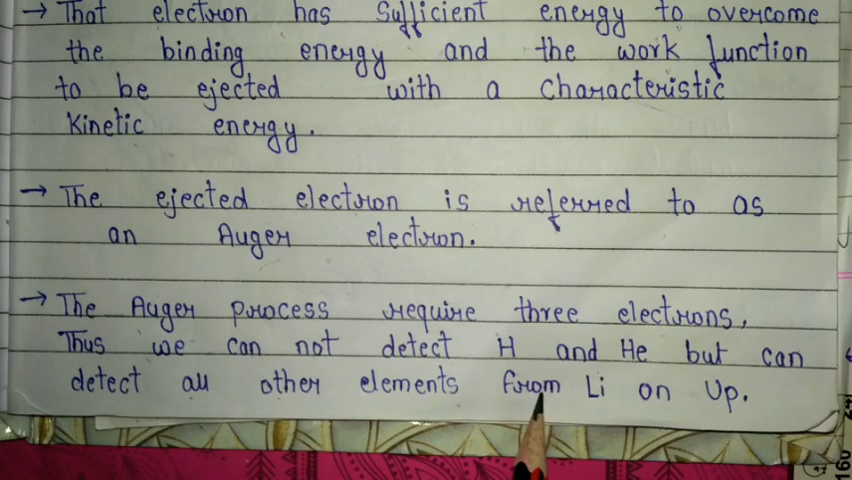 → That electron has sufficient energy to overcome
the binding energy and the work function
to be ejected with a characteristic
Kinetic energy.
→ The ejected electron is referred to as
an Auger electron.
→ The Auger process require three electrons,
Thus we can not detect H and He but can
detect all other elements from Li on Up.